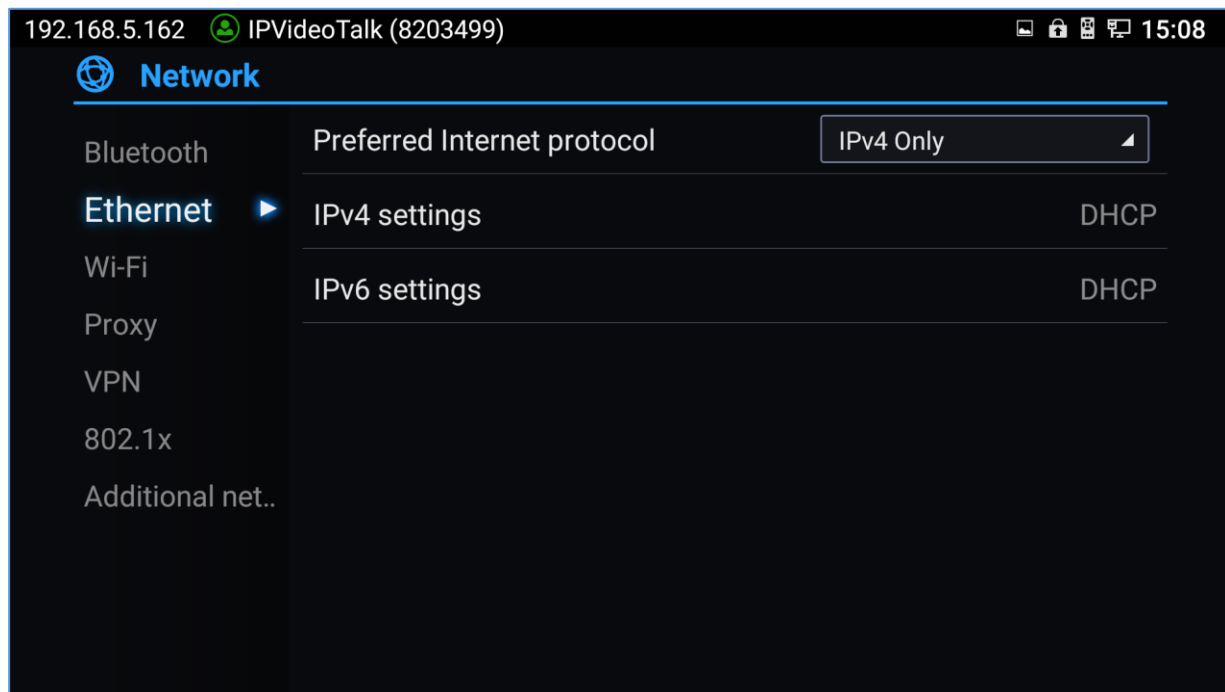 192.168.5.162 IPVideoTalk (8203499) 15:08
Network
Bluetooth
Ethernet
Wi-Fi
Proxy
VPN
802.1x
Additional net..
Preferred Internet protocol IPv4 Only
IPv4 settings DHCP
IPv6 settings DHCP